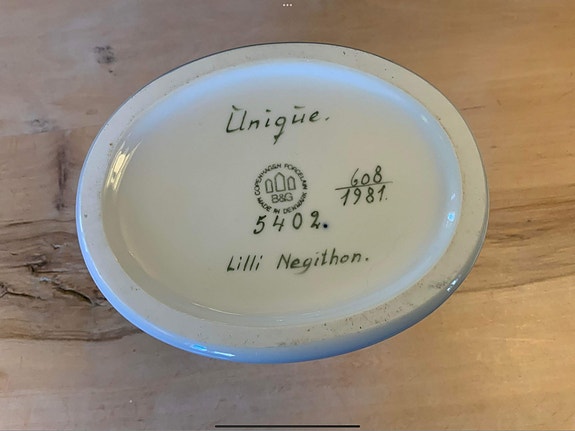 Unique.
COPENHAGEN PORCELAIN
B&G
MADE IN DENMARK
608
1981.
5402.
Lilli Negithon.